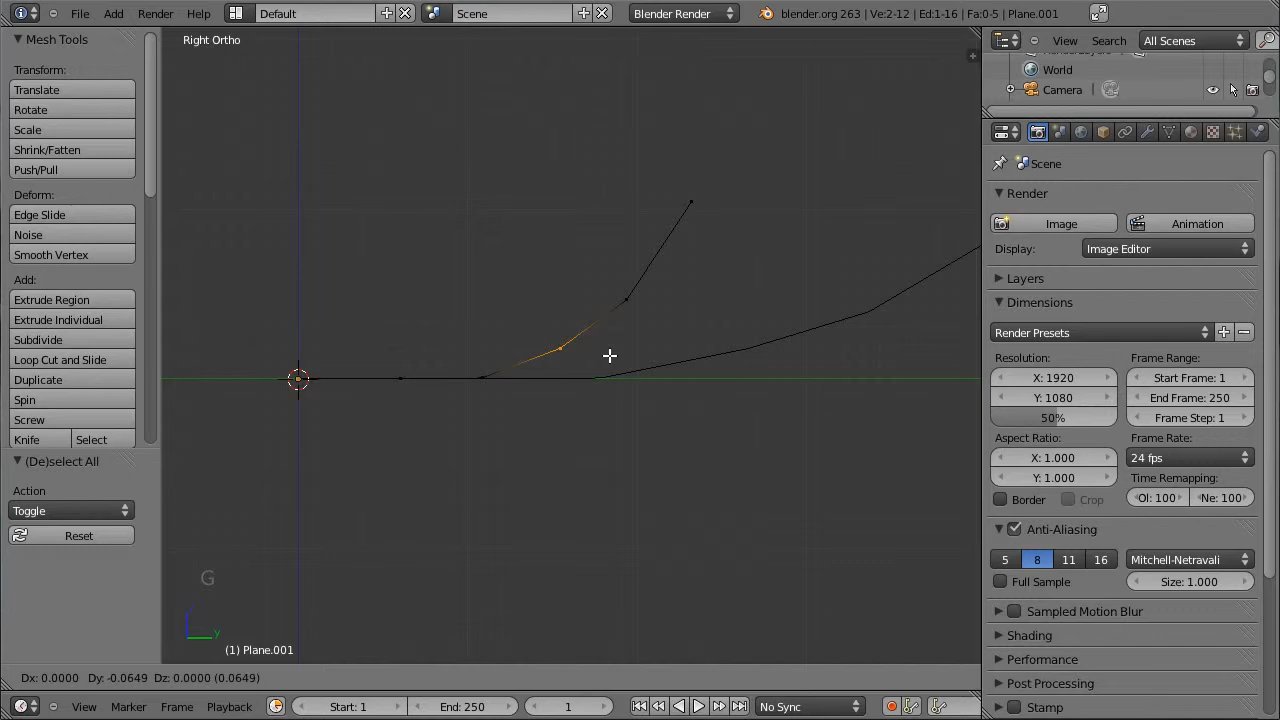 File Add Render Help Default Scene Blender Render blender.org 263 | Ve:2-12 | Ed:1-16 | Fa:0-5 | Plane.001
Mesh Tools
Transform:
Translate
Rotate
Scale
Shrink/Fatten
Push/Pull
Deform:
Edge Slide
Noise
Smooth Vertex
Add:
Extrude Region
Extrude Individual
Subdivide
Loop Cut and Slide
Duplicate
Spin
Screw
Knife Select
(De)select All
Action
Toggle
Reset
Right Ortho
G
y
(1) Plane.001
Dx: 0.0000 Dy: -0.0649 Dz: 0.0000 (0.0649)
View Marker Frame Playback Start: 1 End: 250 1 No Sync
View Search All Scenes
World
Camera
Scene
Render
Image Animation
Display: Image Editor
Layers
Dimensions
Render Presets
Resolution: Frame Range:
X: 1920 Start Frame: 1
Y: 1080 End Frame: 250
50% Frame Step: 1
Aspect Ratio: Frame Rate:
X: 1.000 24 fps
Y: 1.000 Time Remapping:
Border Crop Ol: 100 Ne: 100
Anti-Aliasing
5 8 11 16 Mitchell-Netravali
Full Sample Size: 1.000
Sampled Motion Blur
Shading
Performance
Post Processing
Stamp